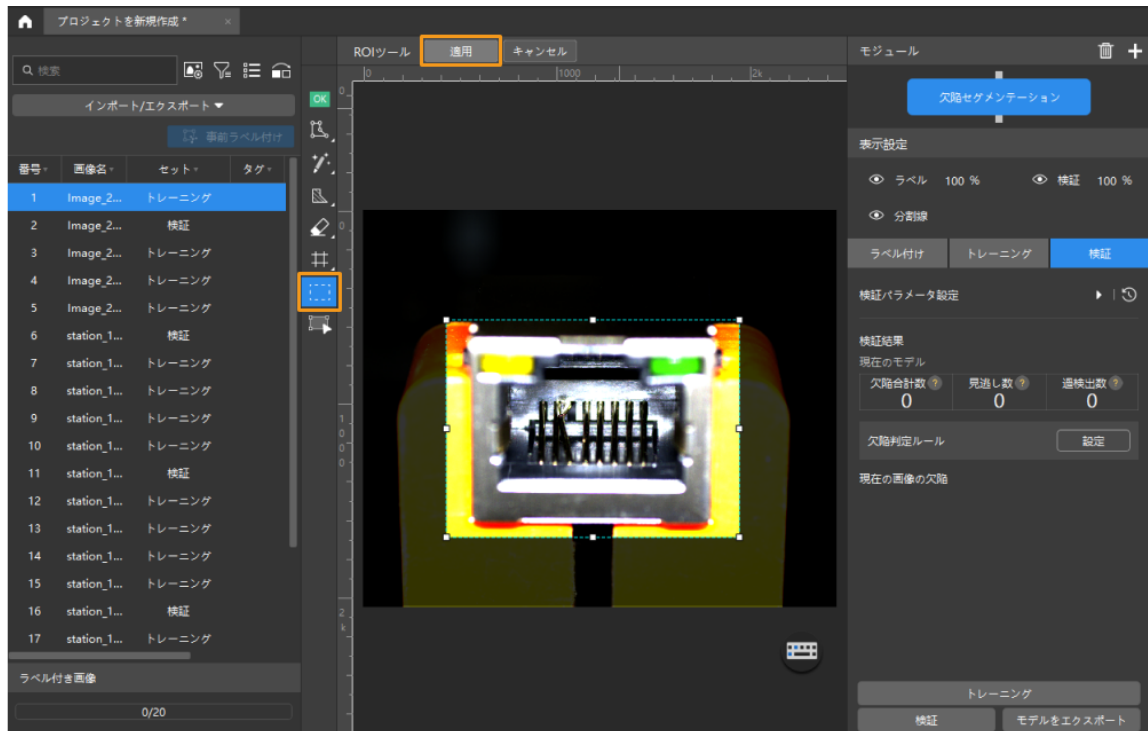 プロジェクトを新規作成 * ×
検索
インポート/エクスポート
事前ラベル付け
番号 画像名 セット タグ
1 Image_2... トレーニング
2 Image_2... 検証
3 Image_2... トレーニング
4 Image_2... トレーニング
5 Image_2... トレーニング
6 station_1... 検証
7 station_1... トレーニング
8 station_1... トレーニング
9 station_1... トレーニング
10 station_1... トレーニング
11 station_1... 検証
12 station_1... トレーニング
13 station_1... トレーニング
14 station_1... トレーニング
15 station_1... トレーニング
16 station_1... 検証
17 station_1... トレーニング
ラベル付き画像
0/20
ROIツール 適用 キャンセル
0 1000 2k
OK
0
0
1000
2k
モジュール
欠陥セグメンテーション
表示設定
ラベル 100 % 検証 100 %
分割線
ラベル付け トレーニング 検証
検証パラメータ設定
検証結果
現在のモデル
欠陥合計数 ? 見逃し数 ? 過検出数 ?
0 0 0
欠陥判定ルール 設定
現在の画像の欠陥
トレーニング
検証 モデルをエクスポート